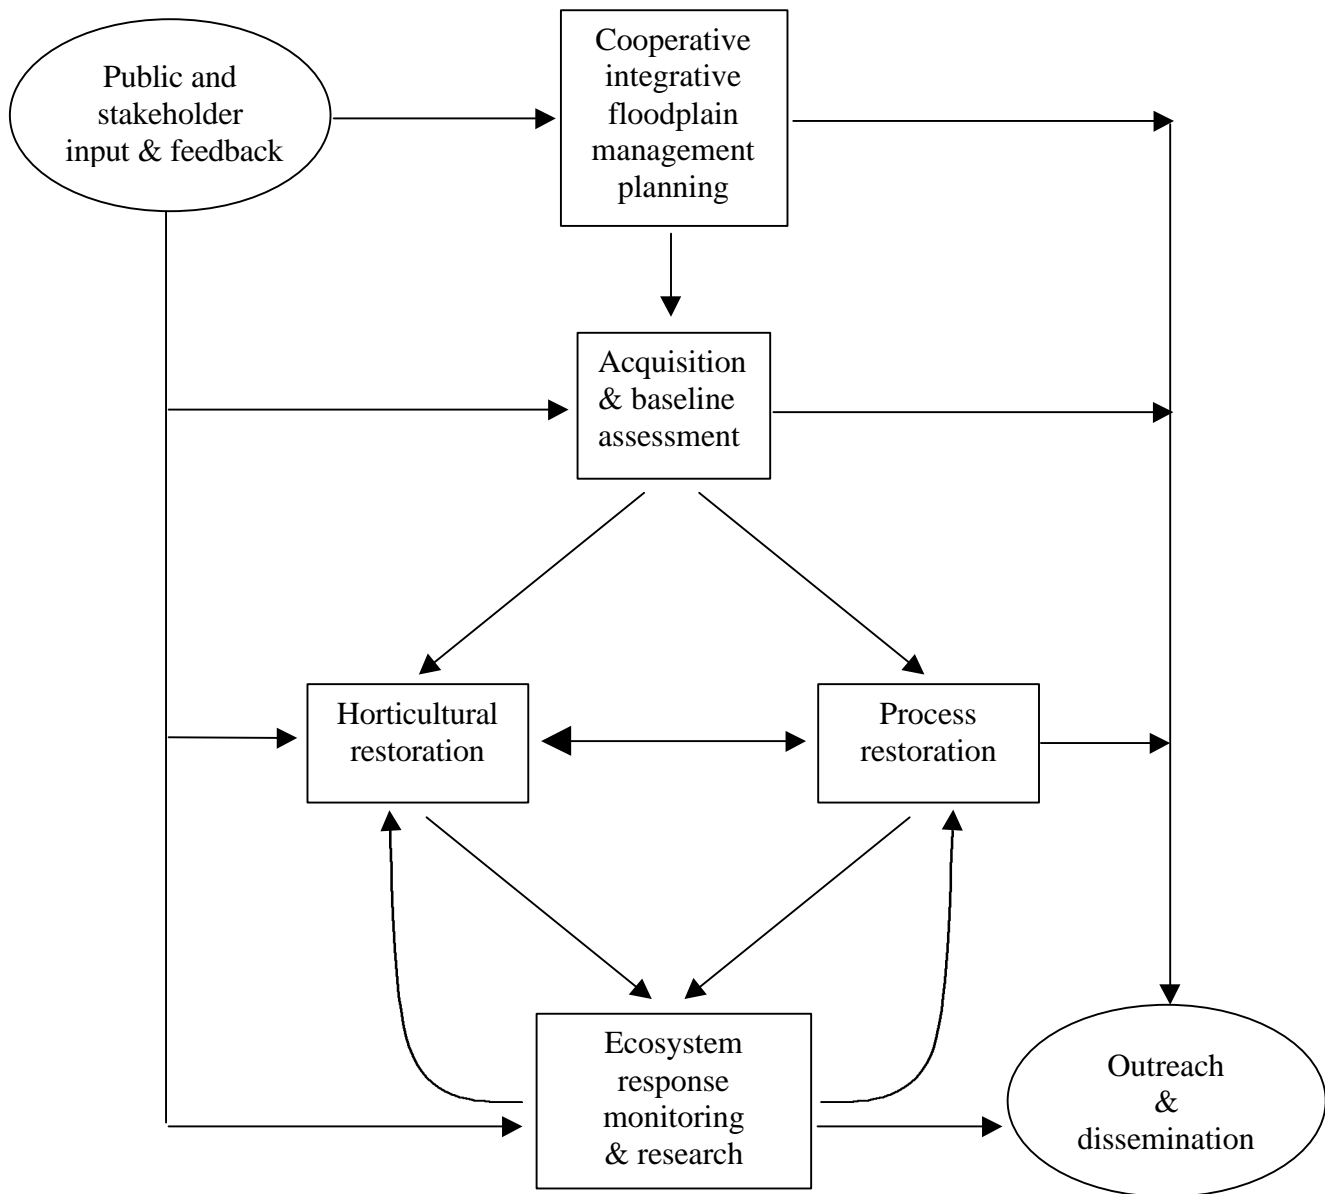 Public and
stakeholder
input & feedback
Cooperative
integrative
floodplain
management
planning
Acquisition
& baseline
assessment
Horticultural
restoration
Process
restoration
Ecosystem
response
monitoring
& research
Outreach
&
dissemination